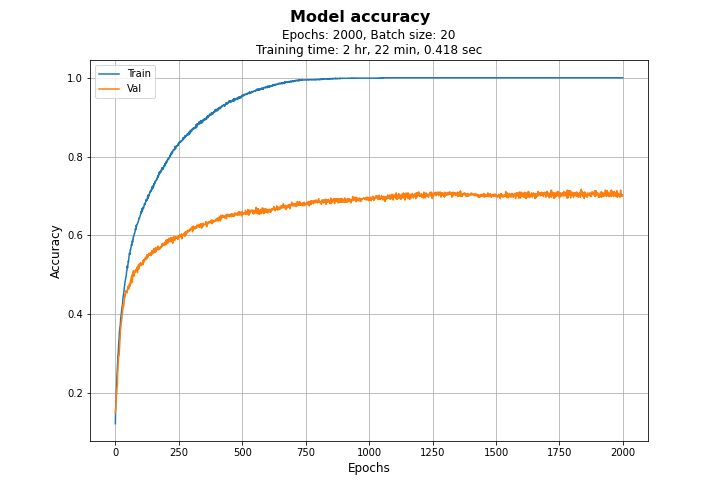 Model accuracy
Epochs: 2000, Batch size: 20
Training time: 2 hr, 22 min, 0.418 sec
Train
Val
1.0
0.8
0.6
0.4
0.2
Accuracy
0 250 500 750 1000 1250 1500 1750 2000
Epochs